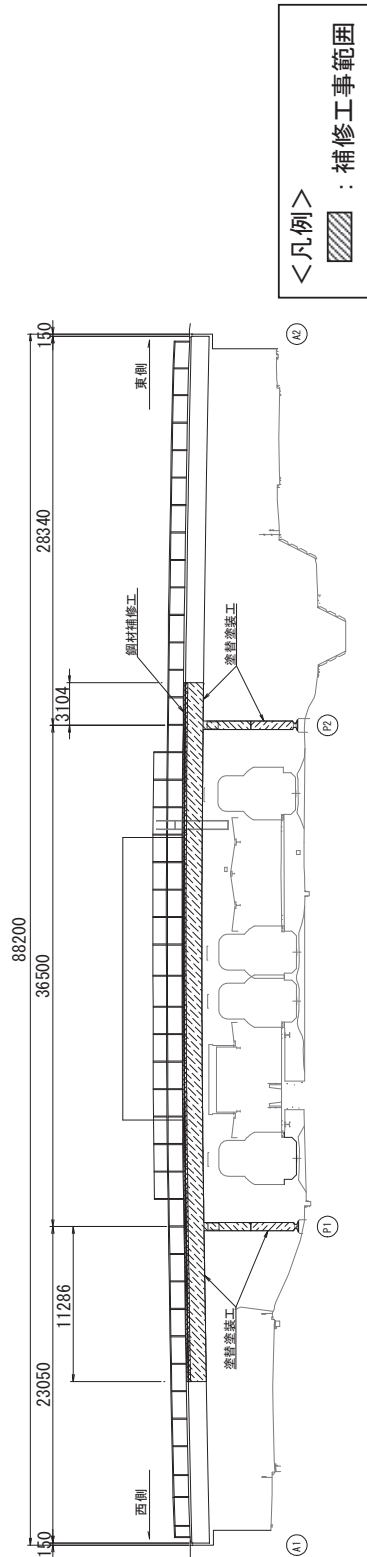 88200
150
23050
36500
28340
150
11286
3104
西側
東側
鋼材補修工
塗替塗装工
塗替塗装工
A1
P1
P2
A2
<凡例>
：補修工事範囲